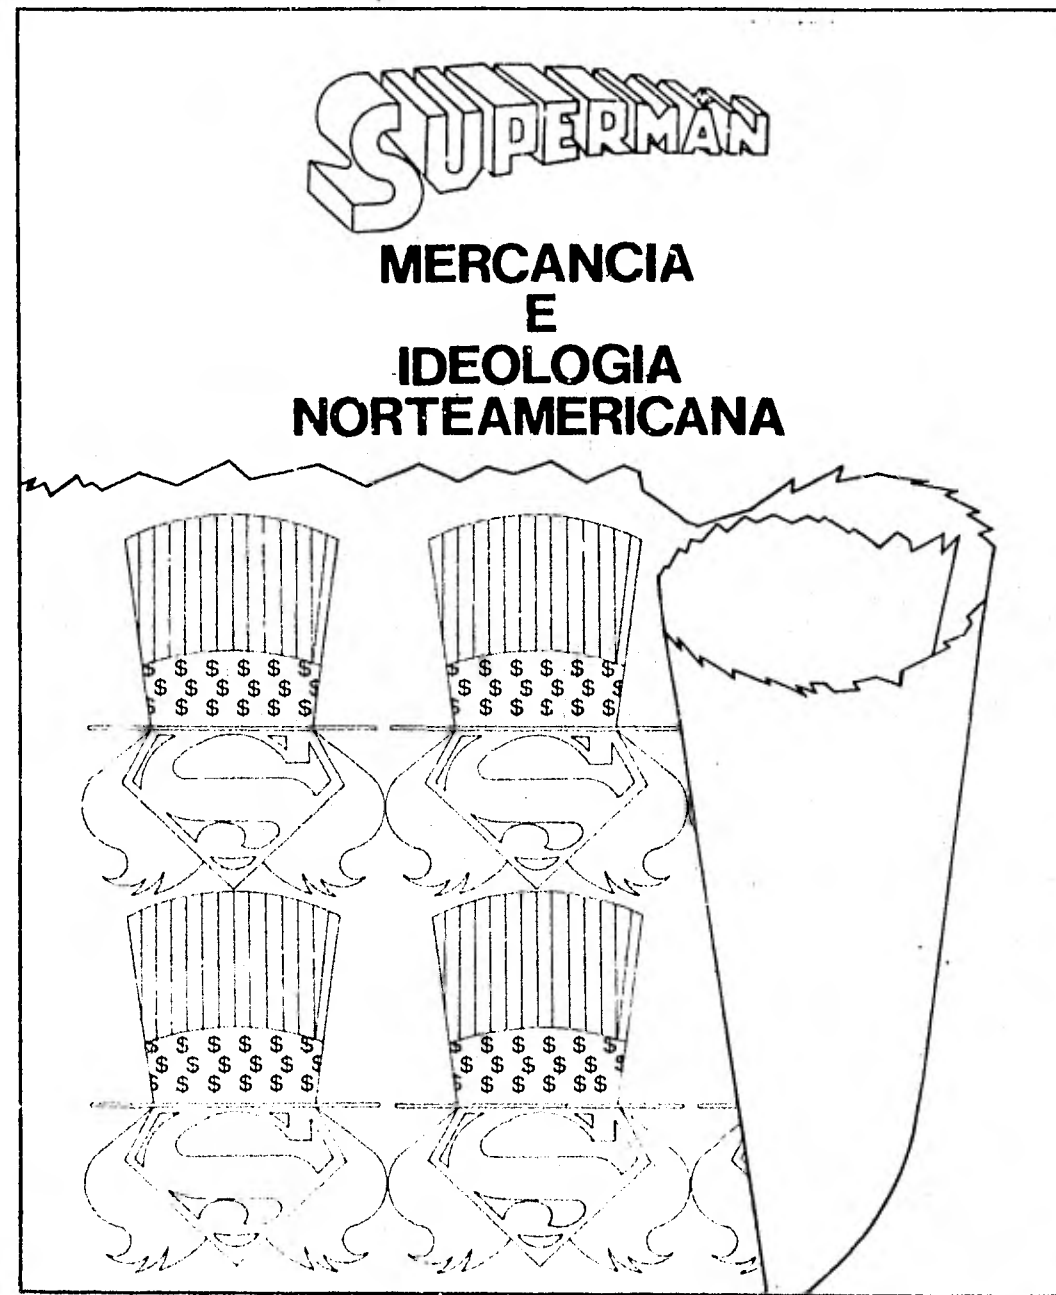 SUPERMAN
MERCANCIA
E
IDEOLOGIA
NORTEAMERICANA
$ $ $ $ $ $ $ $ $ $ $ $
$ $ $ $ $ $ $ $ $ $ $
$ $ $ $ $ $ $ $ $ $ $ $
$ $ $ $ $ $ $ $ $ $ $ $
$ $ $ $ $ $ $ $ $ $ $ $
$ $ $ $ $ $ $ $ $ $ $ $